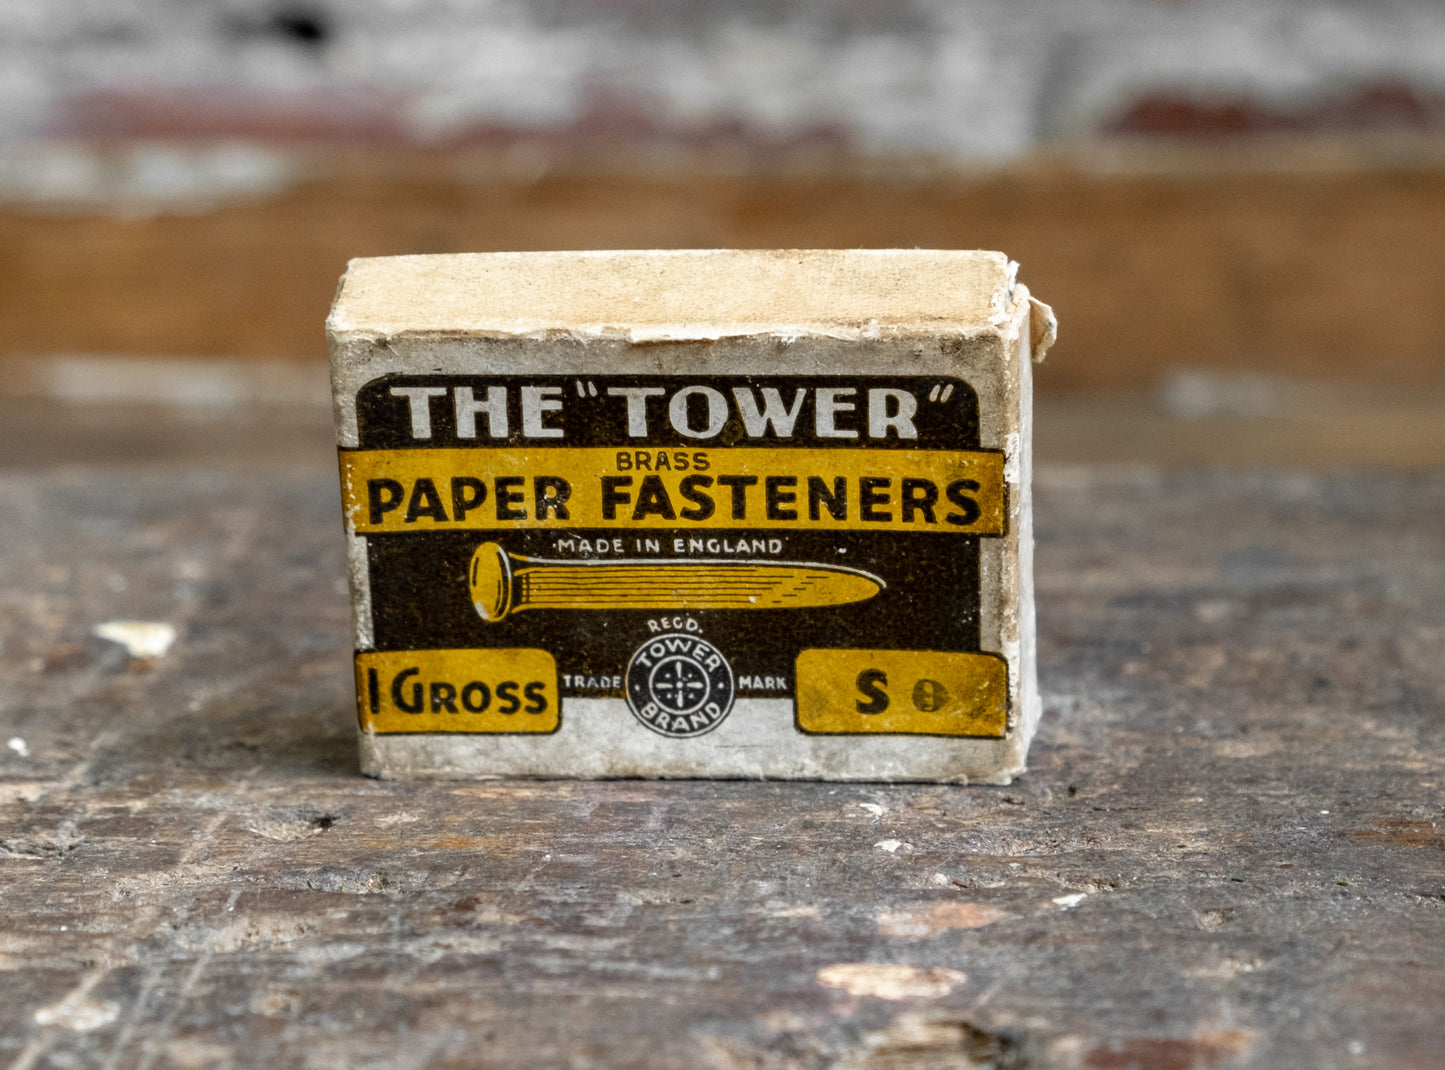 THE "TOWER"
BRASS
PAPER FASTENERS
MADE IN ENGLAND
REGD.
TRADE MARK
TOWER
BRAND
1 GROSS
S